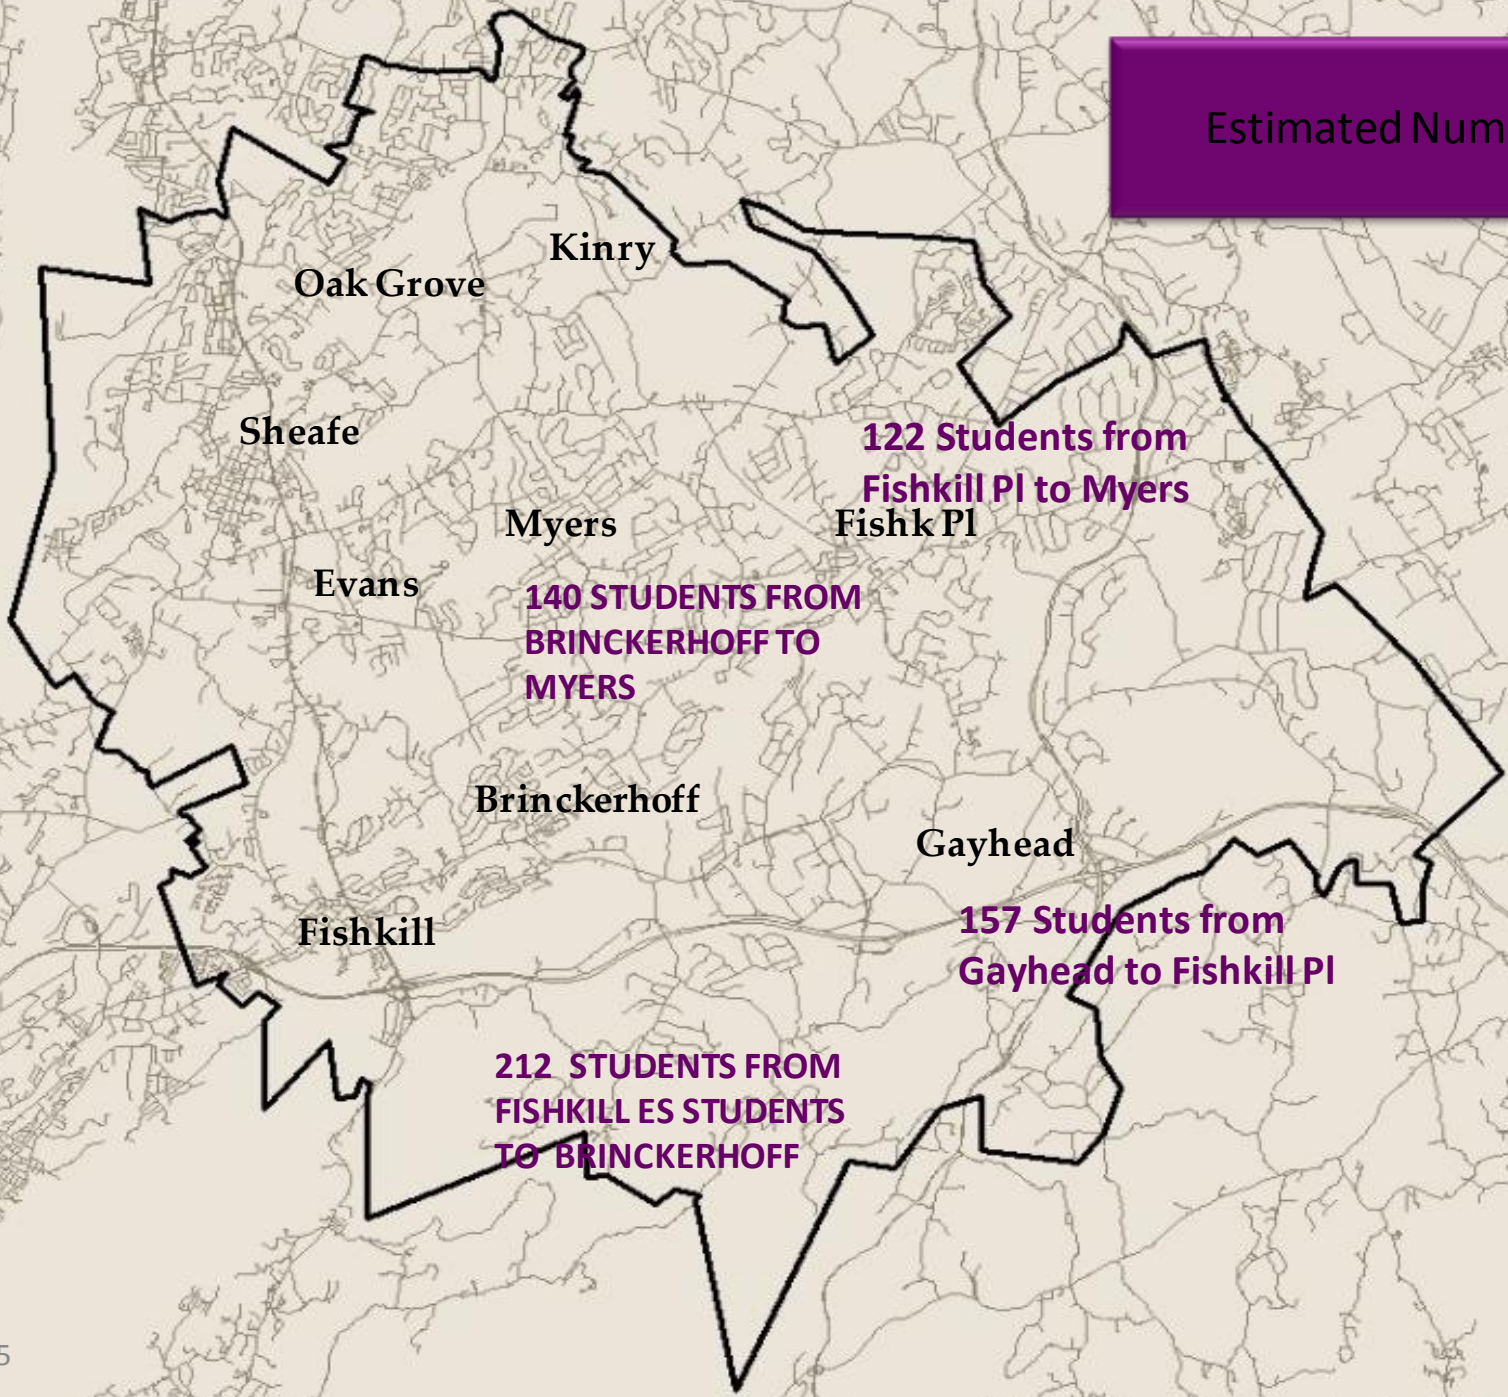 Estimated Num
Kinry
Oak Grove
Sheafe
122 Students from
Fishkill Pl to Myers
Myers
Fishk Pl
Evans
140 STUDENTS FROM
BRINCKERHOFF TO
MYERS
Brinckerhoff
Gayhead
157 Students from
Gayhead to Fishkill Pl
Fishkill
212 STUDENTS FROM
FISHKILL ES STUDENTS
TO BRINCKERHOFF
5